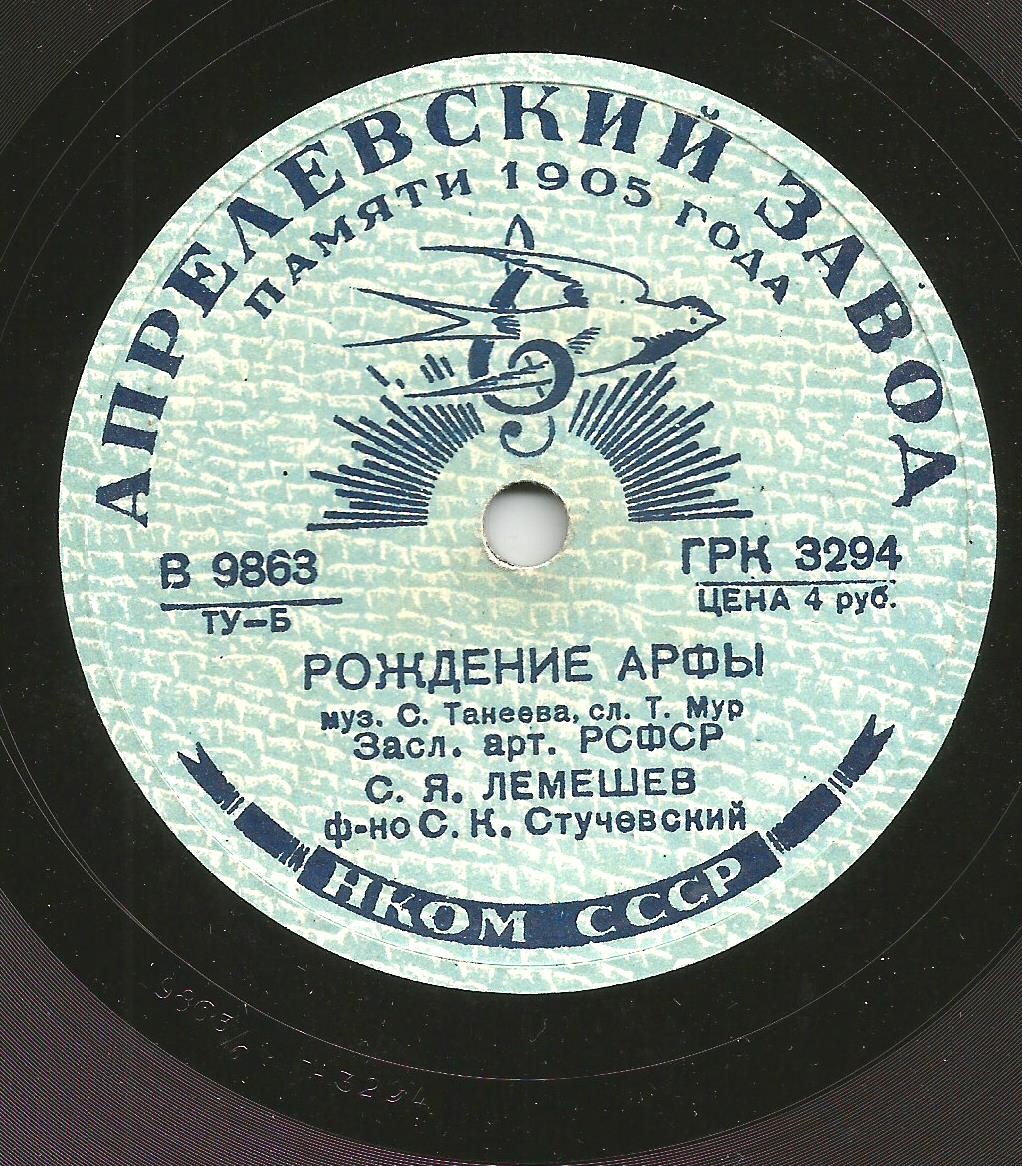 АПРЕЛЕВСКИЙ ЗАВОД
ПАМЯТИ 1905 ГОДА
В 9863
ТУ-Б
ГРК 3294
ЦЕНА 4 руб.
РОЖДЕНИЕ АРФЫ
муз. С. Танеева, сл. Т. Мур
Засл. арт. РСФСР
С. Я. ЛЕМЕШЕВ
ф-но С. К. Стучевский
НКОМ СССР